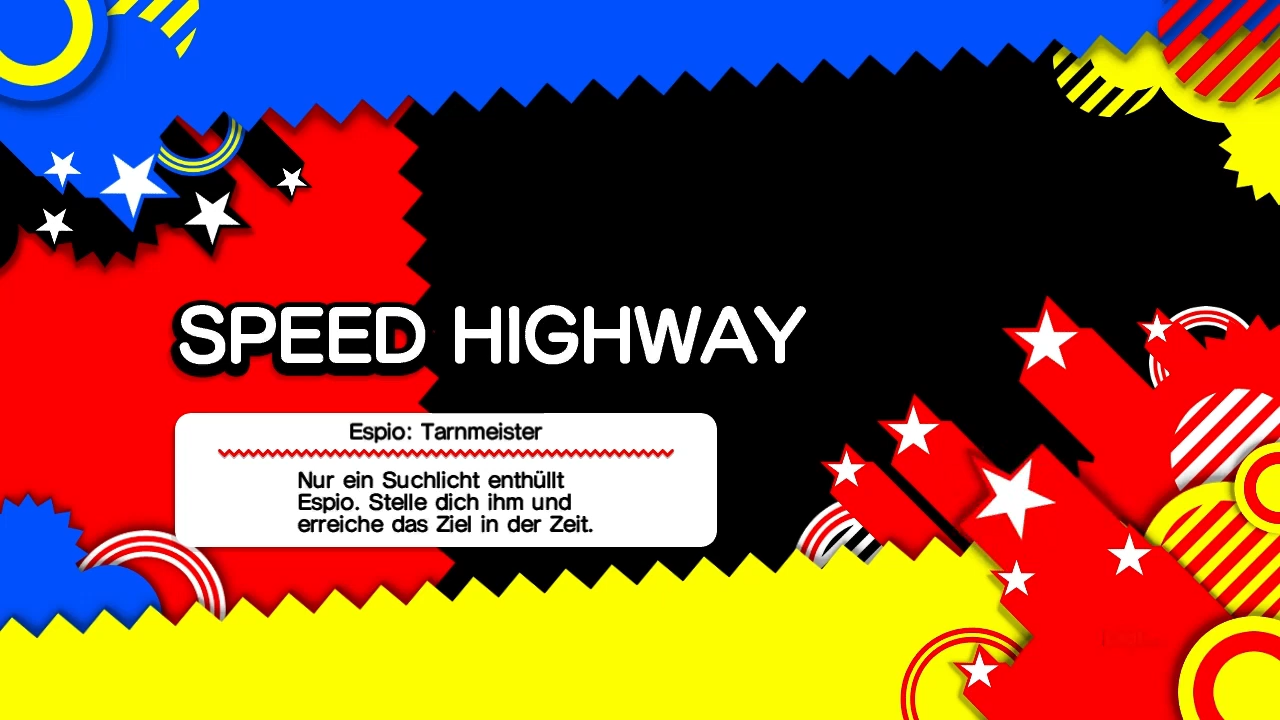 SPEED HIGHWAY
Espio: Tarnmeister
Nur ein Suchlicht enthüllt
Espio. Stelle dich ihm und
erreiche das Ziel in der Zeit.